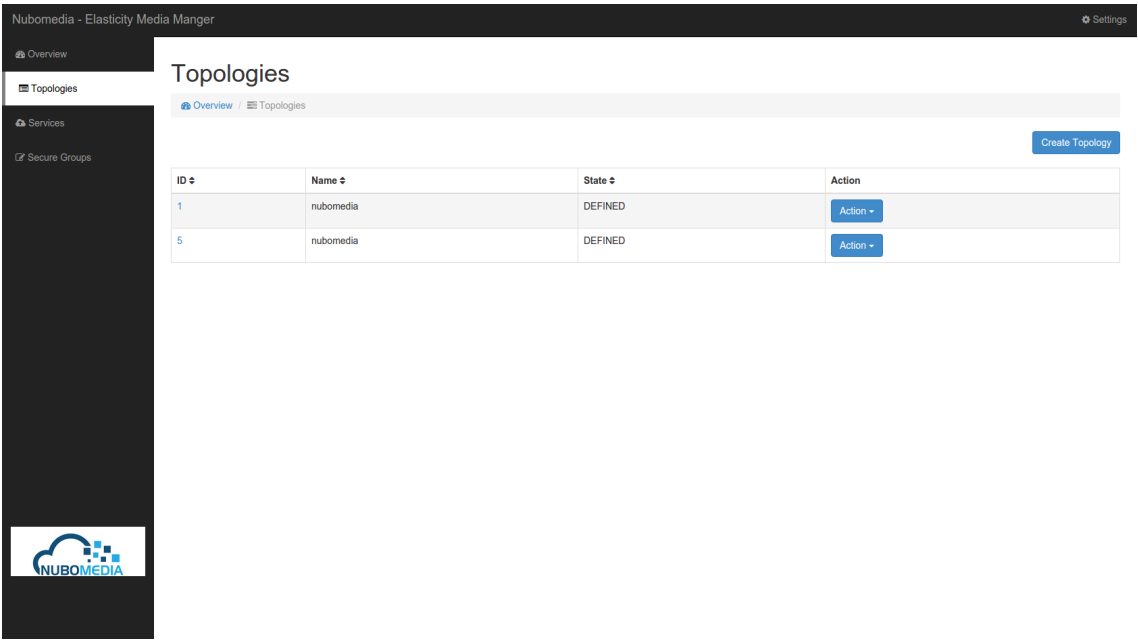 Nubomedia - Elasticity Media Manger
Settings
Overview
Topologies
Services
Secure Groups
Topologies
Overview / Topologies
Create Topology
ID Name State Action
1 nubomedia DEFINED Action
5 nubomedia DEFINED Action
NUBOMEDIA